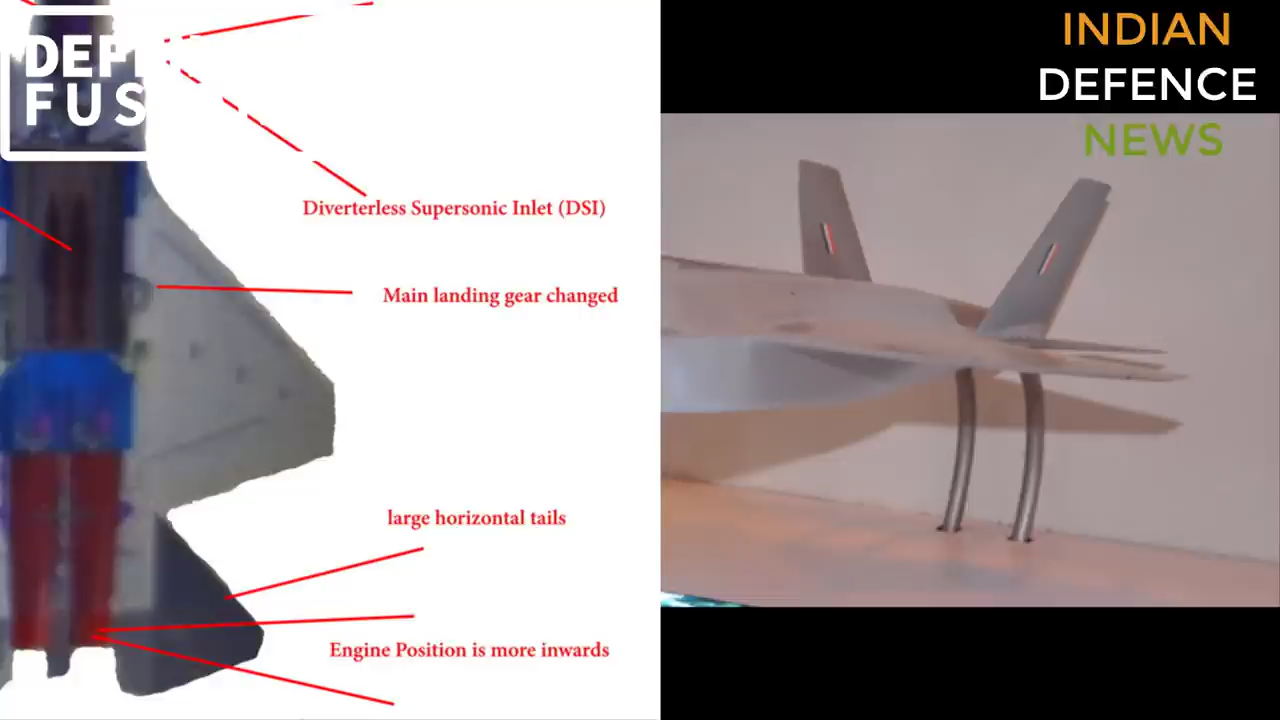 FUS
Diverterless Supersonic Inlet (DSI)
Main landing gear changed
large horizontal tails
Engine Position is more inwards
INDIAN
DEFENCE
NEWS